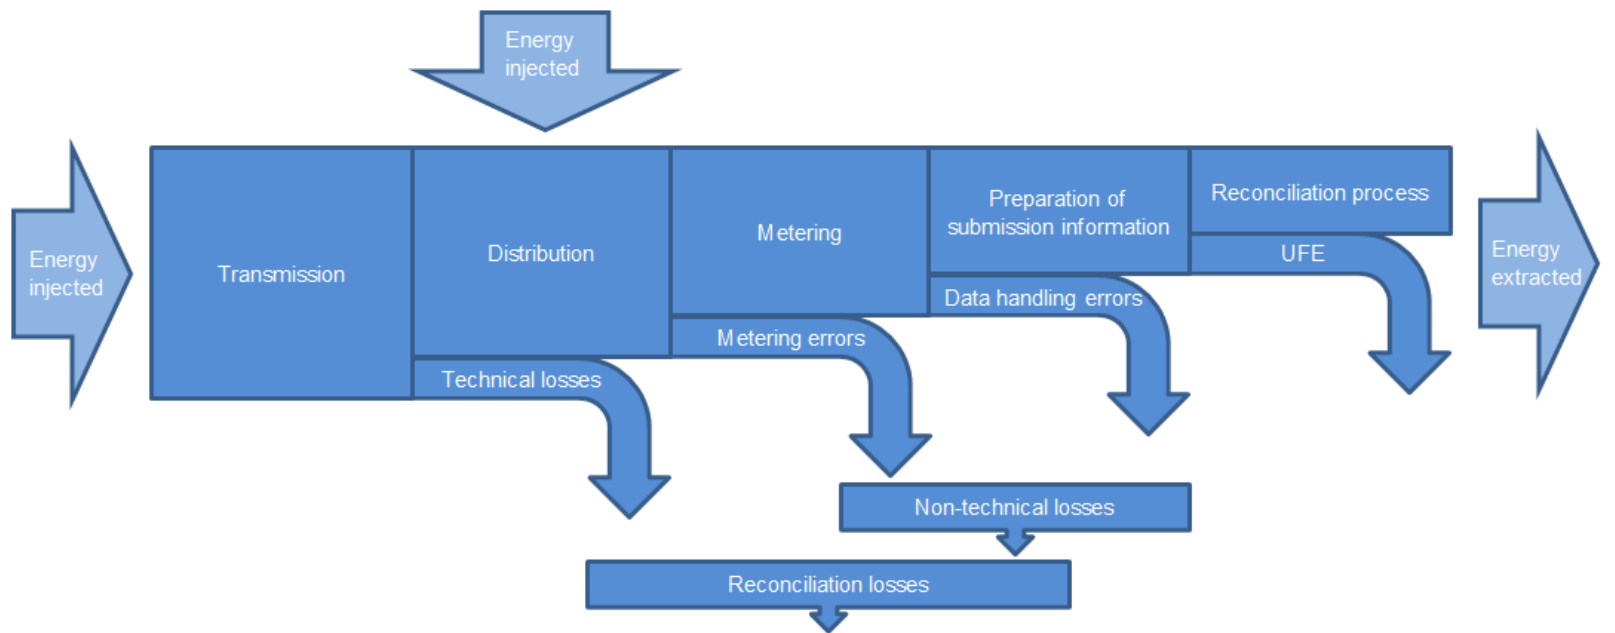 Energy
injected
Energy
injected
Transmission
Distribution
Metering
Preparation of
submission information
Reconciliation process
UFE
Data handling errors
Metering errors
Technical losses
Energy
extracted
Non-technical losses
Reconciliation losses